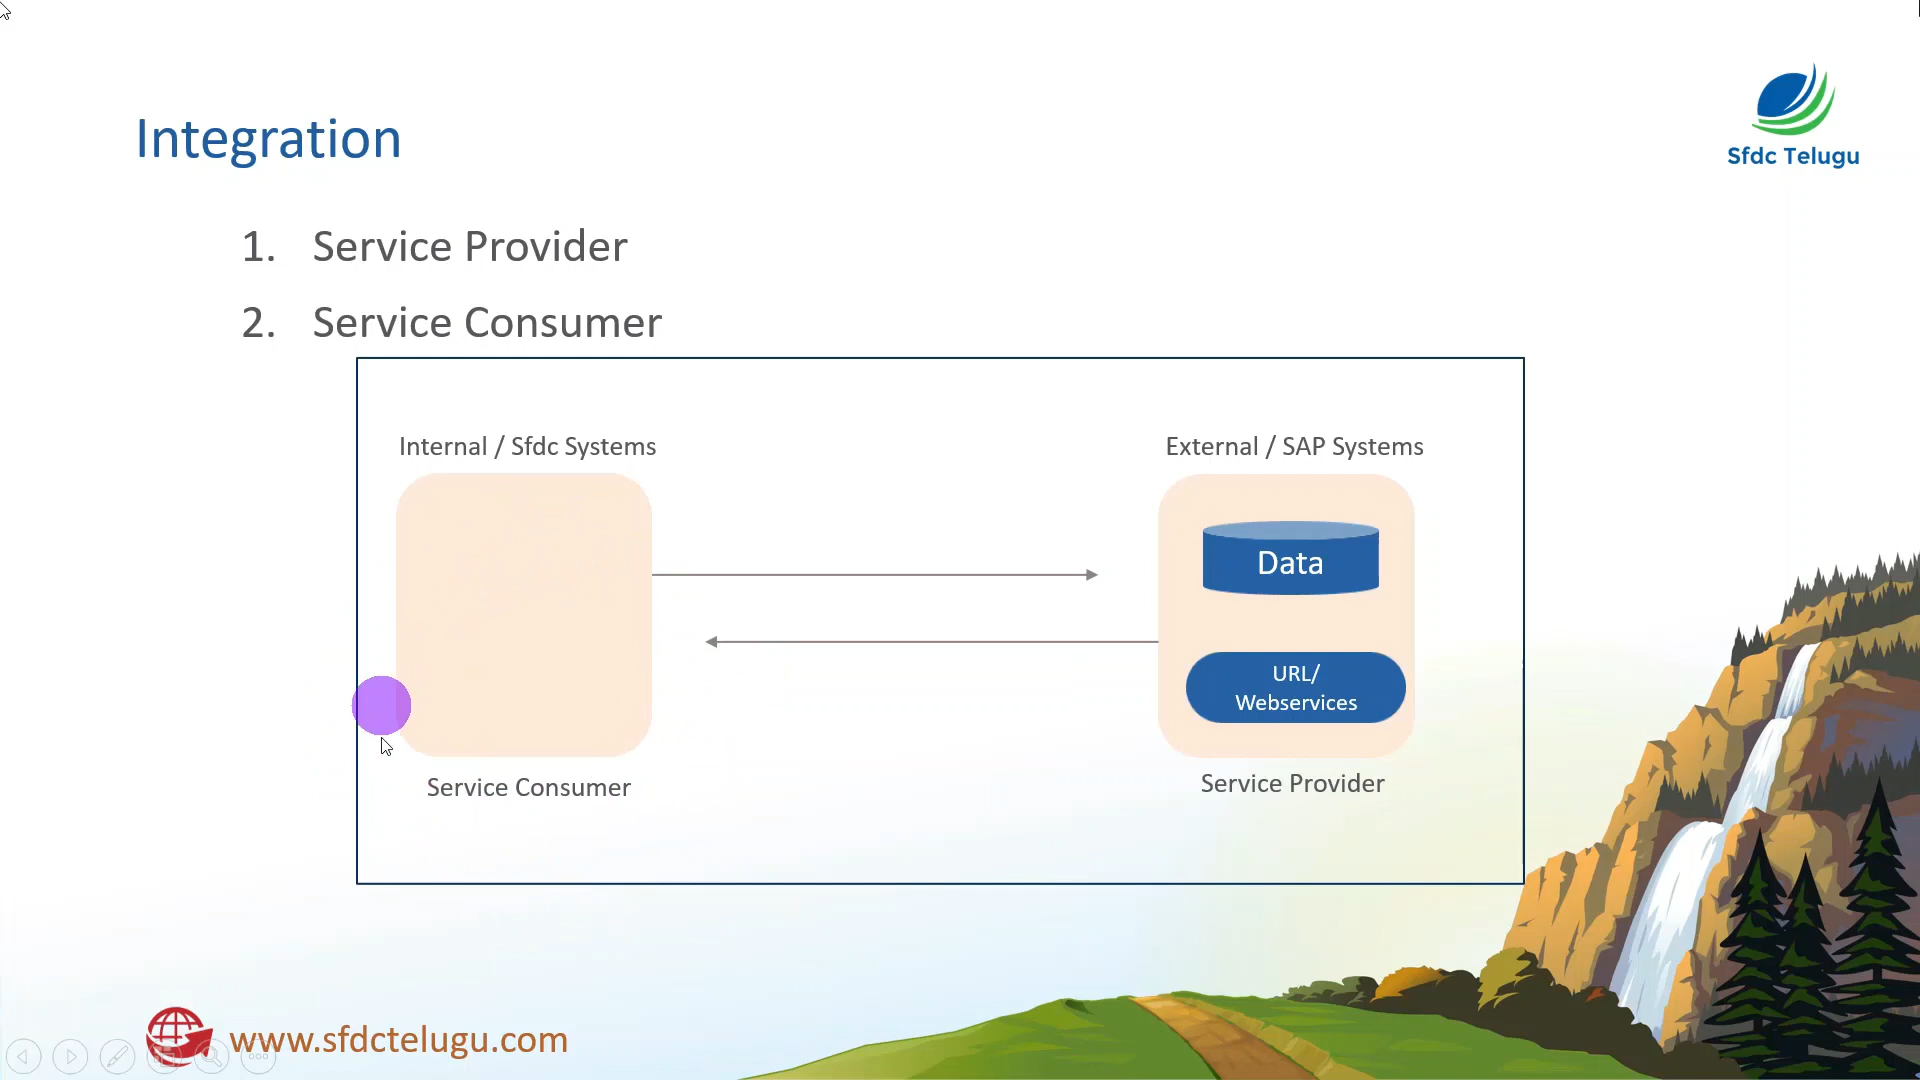 Sfdc Telugu
Integration
1. Service Provider
2. Service Consumer
Internal / Sfdc Systems
External / SAP Systems
Data
URL/
Webservices
Service Consumer
Service Provider
www.sfdctelugu.com